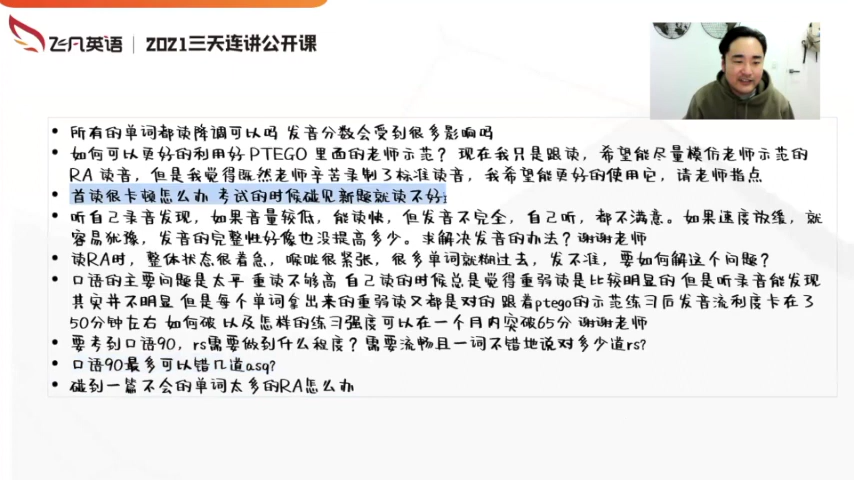 飞凡英语 | 2021三天连讲公开课
• 所有的单词都读降调可以吗 发音分数会受到很多影响吗
• 如何可以更好的利用好 PTEGO 里面的老师示范？ 现在我只是跟读，希望能尽量模仿老师示范的
RA 读音，但是我觉得既然老师辛苦录制了标准读音，我希望能更好的使用它，请老师指点
• 首读很卡顿怎么办 考试的时候碰见新题就读不好
• 听自己录音发现，如果音量较低，能读快，但发音不完全，自己听，都不满意。如果速度放缓，就
容易犹豫，发音的完整性好像也没提高多少。求解决发音的办法？谢谢老师
• 读RA时，整体状态很着急，喉咙很紧张，很多单词就糊过去，发不准，要如何解这个问题？
• 口语的主要问题是太平 重读不够高 自己读的时候总是觉得重弱读是比较明显的 但是听录音能发现
其实并不明显 但是每个单词拿出来的重弱读又都是对的 跟着ptego的示范练习后发音流利度卡在了
50分钟左右 如何破 以及怎样的练习强度可以在一个月内突破65分 谢谢老师
• 要考到口语90，rs需要做到什么程度？需要流畅且一词不错地说对多少道rs?
• 口语90最多可以错几道asq?
• 碰到一篇不会的单词太多的RA怎么办